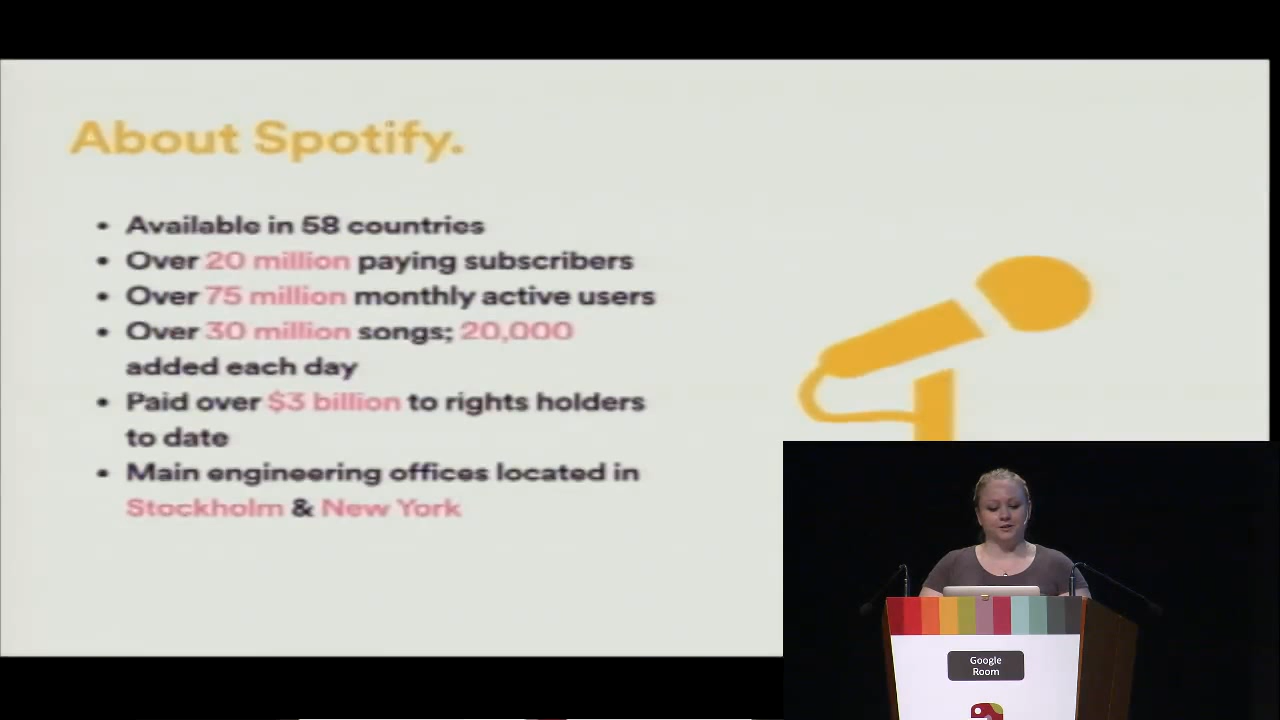 About Spotify.
• Available in 58 countries
• Over 20 million paying subscribers
• Over 75 million monthly active users
• Over 30 million songs; 20,000
added each day
• Paid over $3 billion to rights holders
to date
• Main engineering offices located in
Stockholm & New York
Google
Room